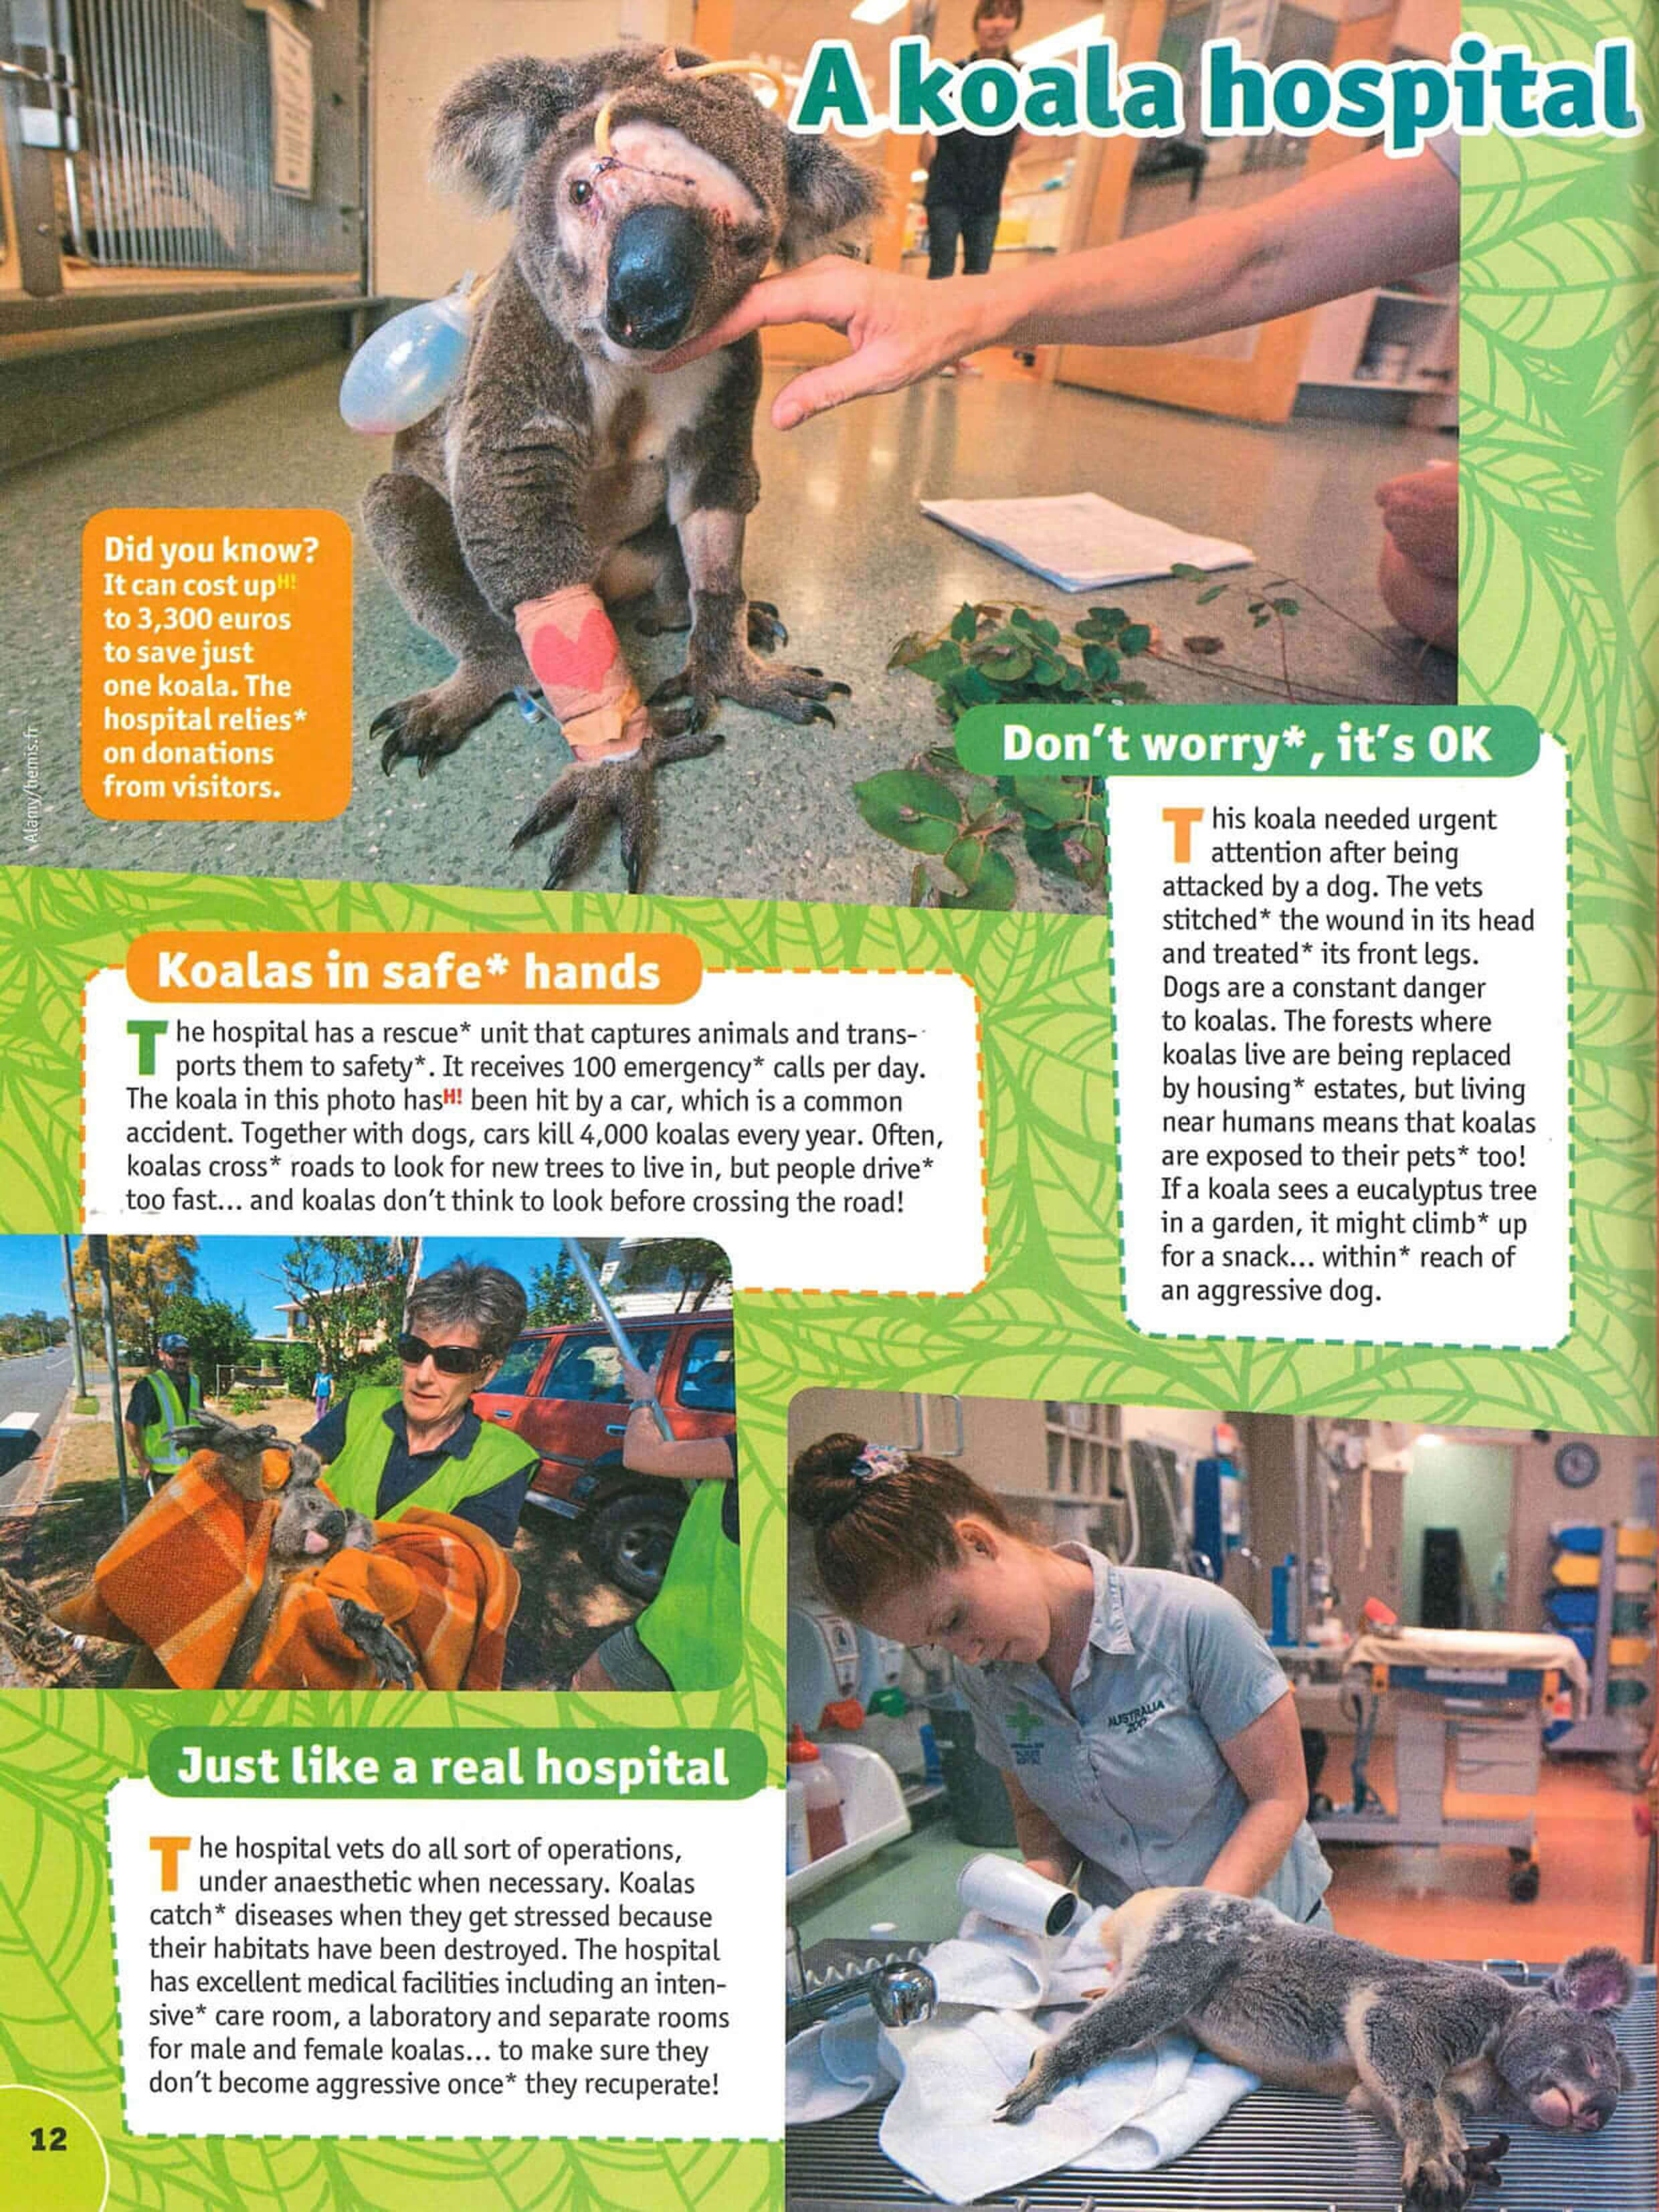 A koala hospital
Did you know?
It can cost upH!
to 3,300 euros
to save just
one koala. The
hospital relies*
on donations
from visitors.
Alamy/hemis.fr
Don't worry*, it's OK
This koala needed urgent
attention after being
attacked by a dog. The vets
stitched* the wound in its head
and treated* its front legs.
Dogs are a constant danger
to koalas. The forests where
koalas live are being replaced
by housing* estates, but living
near humans means that koalas
are exposed to their pets* too!
If a koala sees a eucalyptus tree
in a garden, it might climb* up
for a snack... within* reach of
an aggressive dog.
Koalas in safe* hands
The hospital has a rescue* unit that captures animals and trans-
ports them to safety*. It receives 100 emergency* calls per day.
The koala in this photo hasH! been hit by a car, which is a common
accident. Together with dogs, cars kill 4,000 koalas every year. Often,
koalas cross* roads to look for new trees to live in, but people drive*
too fast... and koalas don't think to look before crossing the road!
AUSTRALIA
ZOO
Just like a real hospital
The hospital vets do all sort of operations,
under anaesthetic when necessary. Koalas
catch* diseases when they get stressed because
their habitats have been destroyed. The hospital
has excellent medical facilities including an inten-
sive* care room, a laboratory and separate rooms
for male and female koalas... to make sure they
don't become aggressive once* they recuperate!
12